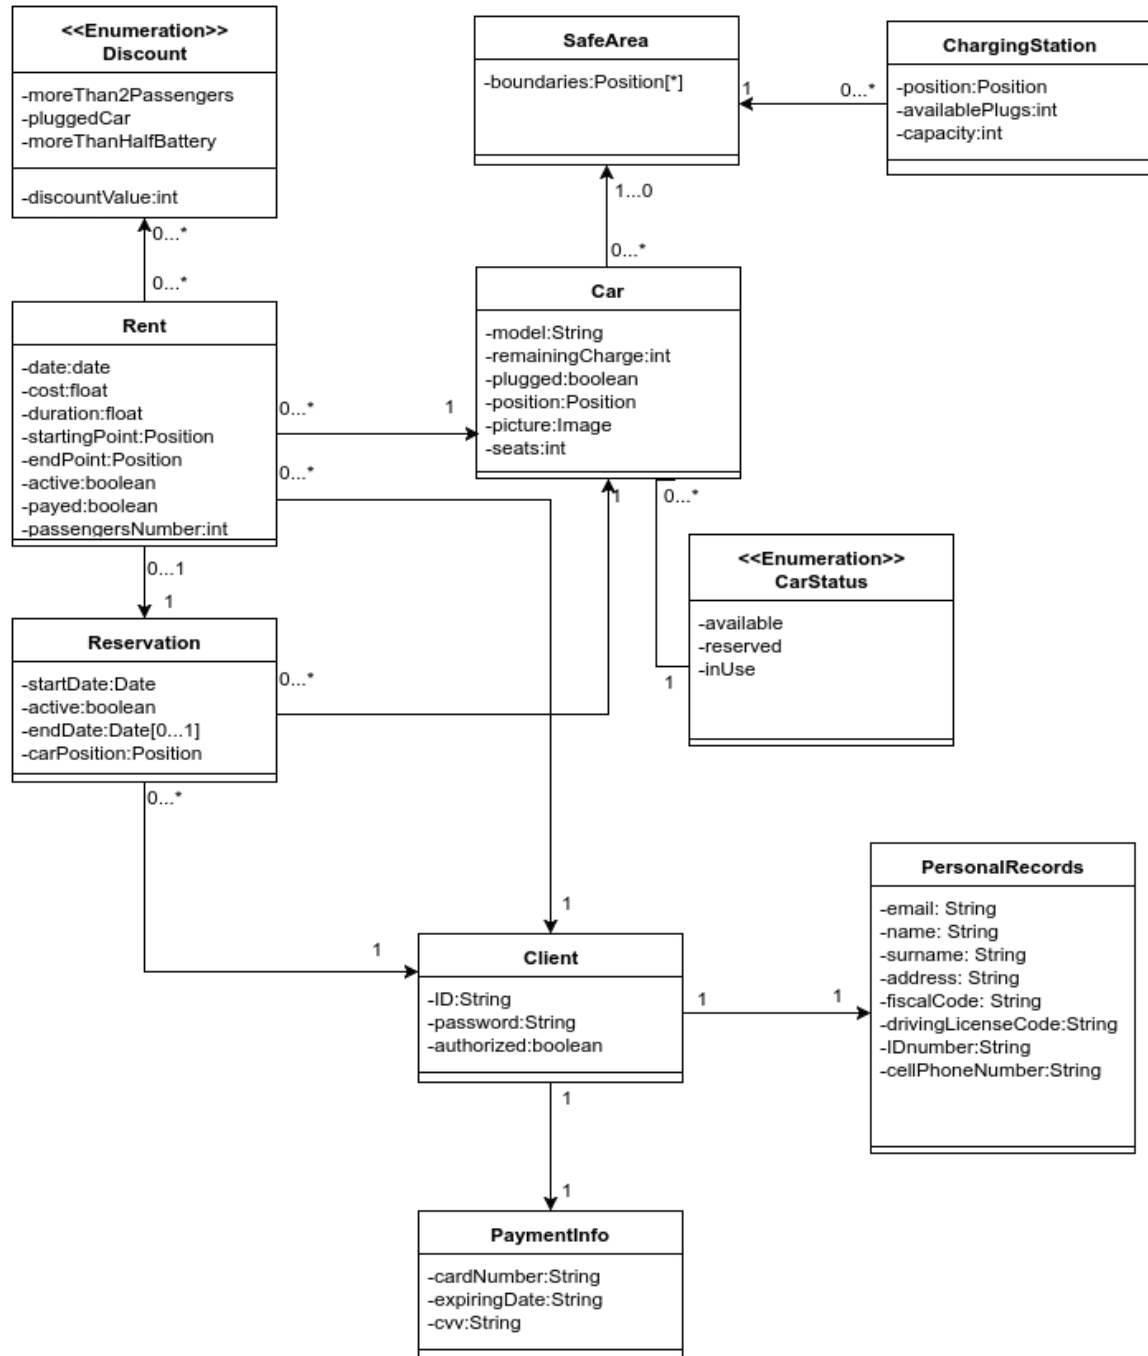 <<Enumeration>>
Discount
-moreThan2Passengers
-pluggedCar
-moreThanHalfBattery
-discountValue:int
0...*
0...*
SafeArea
-boundaries:Position[*]
1
0...*
ChargingStation
-position:Position
-availablePlugs:int
-capacity:int
1...0
0...*
Rent
-date:date
-cost:float
-duration:float
-startingPoint:Position
-endPoint:Position
-active:boolean
-payed:boolean
-passengersNumber:int
0...*
1
0...*
Car
-model:String
-remainingCharge:int
-plugged:boolean
-position:Position
-picture:Image
-seats:int
1
0...*
<<Enumeration>>
CarStatus
-available
-reserved
-inUse
1
0...1
1
Reservation
-startDate:Date
-active:boolean
-endDate:Date[0...1]
-carPosition:Position
0...*
0...*
1
1
Client
-ID:String
-password:String
-authorized:boolean
1
1
PersonalRecords
-email: String
-name: String
-surname: String
-address: String
-fiscalCode: String
-drivingLicenseCode:String
-IDnumber:String
-cellPhoneNumber:String
1
1
PaymentInfo
-cardNumber:String
-expiringDate:String
-cvv:String